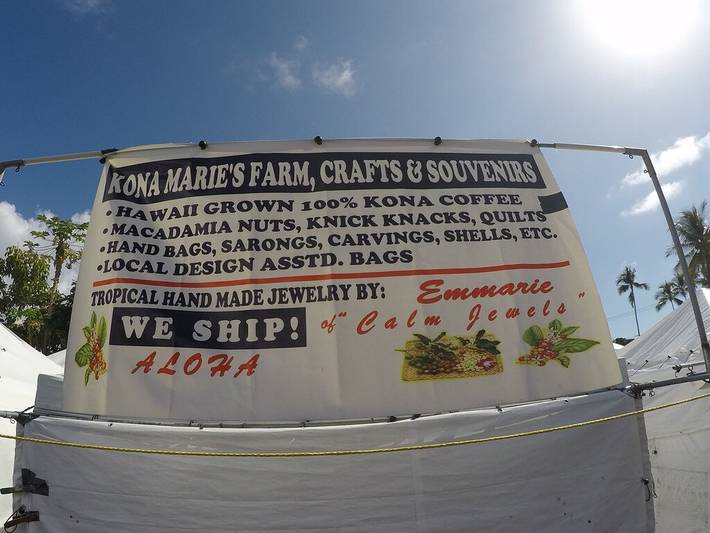 KONA MARIE'S FARM, CRAFTS & SOUVENIRS
• HAWAII GROWN 100% KONA COFFEE
• MACADAMIA NUTS, KNICK KNACKS, QUILTS
• HAND BAGS, SARONGS, CARVINGS, SHELLS, ETC.
• LOCAL DESIGN ASSTD. BAGS
TROPICAL HAND MADE JEWELRY BY: Emmarie
WE SHIP! of "Calm Jewels"
ALOHA